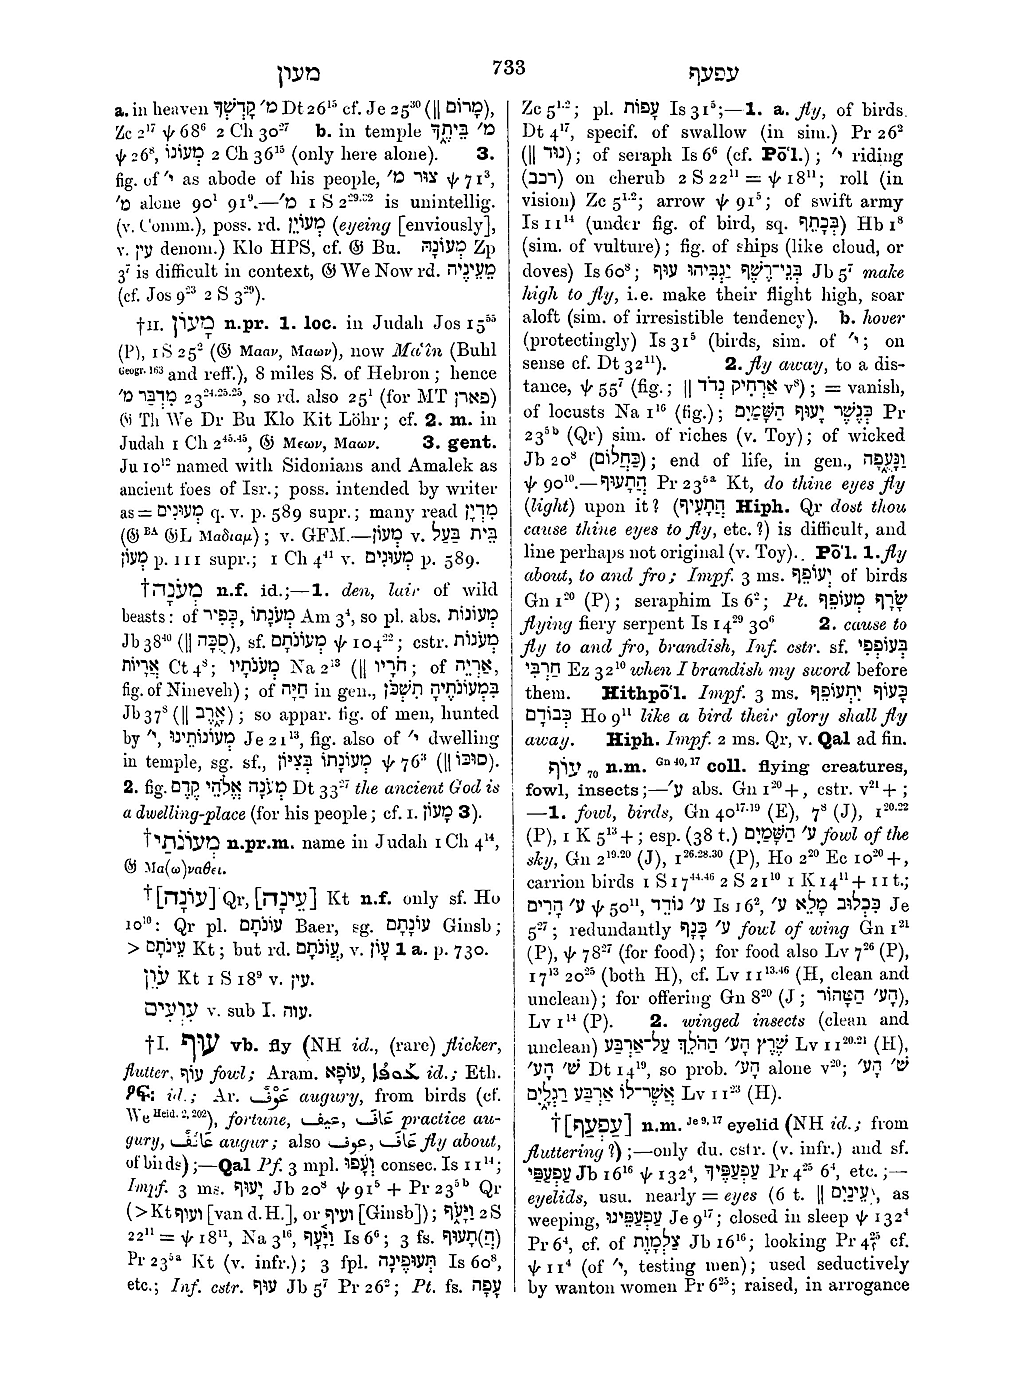 מעון
733
עפעף
a. in heaven מ׳ קָדְשְׁךָ Dt 26¹⁵ cf. Je 25³⁰ (|| מָרוֹם),
Zc 2¹⁷ ψ 68⁶ 2 Ch 30²⁷ b. in temple מ׳ בֵּיתֶךָ
ψ 26⁸, מְעוֹנוֹ 2 Ch 36¹⁵ (only here alone). 3.
fig. of י׳ as abode of his people, צוּר מ׳ ψ 71³,
מ׳ alone 90¹ 91⁹.—מ׳ 1 S 2²⁹·³² is unintellig.
(v. Comm.), poss. rd. מְעוֹיֵן (eyeing [enviously],
v. עין denom.) Klo HPS, cf. 𝔊 Bu. מְעוֹנָהּ Zp
3⁷ is difficult in context, 𝔊 We Now rd. מֵעֵינֶיהָ
(cf. Jos 9²³ 2 S 3²⁹).
†II. מָעוֹן n.pr. 1. loc. in Judah Jos 15⁵⁵
(P), 1 S 25² (𝔊 Μααν, Μαων), now Ma‘in (Buhl
Geogr. 163 and reff.), 8 miles S. of Hebron; hence
מִדְבַּר מ׳ 23²⁴·²⁵·²⁵, so rd. also 25¹ (for MT פארן)
𝔊 Th We Dr Bu Klo Kit Löhr; cf. 2. m. in
Judah 1 Ch 2⁴⁵·⁴⁵, 𝔊 Μεων, Μαων. 3. gent.
Ju 10¹² named with Sidonians and Amalek as
ancient foes of Isr.; poss. intended by writer
as = מְעוּנִים q. v. p. 589 supr.; many read מִדְיָן
(𝔊 ᴮᴬ 𝔊L Μαδιαμ); v. GFM.—מְעוֹן v. בֵּית בַּעַל
מְעוֹן p. 111 supr.; 1 Ch 4⁴¹ v. מְעוּנִים p. 589.
†מְעֹנָה n.f. id.;—1. den, lair of wild
beasts: of כְּפִיר, מְעֹנָתוֹ Am 3⁴, so pl. abs. מְעוֹנוֹת
Jb 38⁴⁰ (|| סֻכָּה), sf. מְעוֹנֹתָם ψ 104²²; cstr. מְעֹנוֹת
אֲרָיוֹת Ct 4⁸; מְעֹנֹתָיו Na 2¹³ (|| חֹרָיו; of אַרְיֵה,
fig. of Nineveh); of חַיָּה in gen., בִּמְעוֹנֹתֶיהָ תִשְׁכֹּן
Jb 37⁸ (|| אֶרֶב); so appar. fig. of men, hunted
by י׳, מְעוֹנוֹתֵינוּ Je 21¹³, fig. also of י׳ dwelling
in temple, sg. sf., מְעוֹנָתוֹ בְצִיּוֹן ψ 76³ (|| סוּכּוֹ).
2. fig. מְעֹנָה אֱלֹהֵי קֶדֶם Dt 33²⁷ the ancient God is
a dwelling-place (for his people; cf. I. מָעוֹן 3).
†מְעוֹנֹתַי n.pr.m. name in Judah 1 Ch 4¹⁴,
𝔊 Μα(ω)ναθει.
†[עוֹנָה] Qr, [עֵינָה] Kt n.f. only sf. Ho
10¹⁰: Qr pl. עוֹנֹתָם Baer, sg. עוֹנָתָם Ginsb;
> עֵינֹתָם Kt; but rd. עֲוֹנֹתָם, v. עָוֹן 1 a. p. 730.
עֹוֵן Kt 1 S 18⁹ v. עין.
עִוְעִים v. sub I. עוה.
†I. עוּף vb. fly (NH id., (rare) flicker,
flutter, עוֹף fowl; Aram. עוֹפָא, ܥܘܦܐ id.; Eth.
ዖፍ: id.; Ar. عَوْفٌ augury, from birds (cf.
We Heid. 2, 202), fortune, عَافَ, عيف practice au-
gury, عَائِفٌ augur; also عَافَ, عوف fly about,
of birds);—Qal Pf. 3 mpl. וְעָפוּ consec. Is 11¹⁴;
Impf. 3 ms. יָעוּף Jb 20⁸ ψ 91⁵ + Pr 23⁵ᵇ Qr
(>Kt ועוף [van d. H.], or ועיף [Ginsb]); וַיָּעֹף 2 S
22¹¹ = ψ 18¹¹, Na 3¹⁶, וַיָּעָף Is 6⁶; 3 fs. (הֲ)תָעוּף
Pr 23⁵ᵃ Kt (v. infr.); 3 fpl. תְּעוּפֶינָה Is 60⁸,
etc.; Inf. cstr. עוּף Jb 5⁷ Pr 26²; Pt. fs. עָפָה
Zc 5¹·²; pl. עָפוֹת Is 31⁵;—1. a. fly, of birds.
Dt 4¹⁷, specif. of swallow (in sim.) Pr 26²
(|| נוּד); of seraph Is 6⁶ (cf. Pō‘l.); י׳ riding
(רכב) on cherub 2 S 22¹¹ = ψ 18¹¹; roll (in
vision) Zc 5¹·²; arrow ψ 91⁵; of swift army
Is 11¹⁴ (under fig. of bird, sq. בְּכָתֵף) Hb 1⁸
(sim. of vulture); fig. of ships (like cloud, or
doves) Is 60⁸; בְּנֵי־רֶשֶׁף יַגְבִּיהוּ עוּף Jb 5⁷ make
high to fly, i.e. make their flight high, soar
aloft (sim. of irresistible tendency). b. hover
(protectingly) Is 31⁵ (birds, sim. of י׳; on
sense cf. Dt 32¹¹). 2. fly away, to a dis-
tance, ψ 55⁷ (fig.; || אַרְחִיק נְדֹד v⁸); = vanish,
of locusts Na 1¹⁶ (fig.); כְּנֶשֶׁר יָעוּף הַשָּׁמַיִם Pr
23⁵ᵇ (Qr) sim. of riches (v. Toy); of wicked
Jb 20⁸ (כַּחֲלוֹם); end of life, in gen., וַנָּעֻפָה
ψ 90¹⁰.—הֲתָעוּף Pr 23⁵ᵃ Kt, do thine eyes fly
(light) upon it? (הֲתָעִיף Hiph. Qr dost thou
cause thine eyes to fly, etc.?) is difficult, and
line perhaps not original (v. Toy).. Pō‘l. 1. fly
about, to and fro; Impf. 3 ms. יְעוֹפֵף of birds
Gn 1²⁰ (P); seraphim Is 6²; Pt. שָׂרָף מְעוֹפֵף
flying fiery serpent Is 14²⁹ 30⁶ 2. cause to
fly to and fro, brandish, Inf. cstr. sf. בְּעוֹפְפִי
חַרְבִּי Ez 32¹⁰ when I brandish my sword before
them. Hithpō‘l. Impf. 3 ms. כָּעוֹף יִתְעוֹפֵף
כְּבוֹדָם Ho 9¹¹ like a bird their glory shall fly
away. Hiph. Impf. 2 ms. Qr, v. Qal ad fin.
עוֹף ₇₀ n.m. Gn 40, 17 coll. flying creatures,
fowl, insects;—ע׳ abs. Gn 1²⁰+, cstr. v²¹+;
—1. fowl, birds, Gn 40¹⁷·¹⁹ (E), 7⁸ (J), 1²⁰·²²
(P), 1 K 5¹³+; esp. (38 t.) ע׳ הַשָּׁמַיִם fowl of the
sky, Gn 2¹⁹·²⁰ (J), 1²⁶·²⁸·³⁰ (P), Ho 2²⁰ Ec 10²⁰+,
carrion birds 1 S 17⁴⁴·⁴⁶ 2 S 21¹⁰ 1 K 14¹¹+ 11 t.;
ע׳ הָרִים ψ 50¹¹, ע׳ נוֹדֵד Is 16², כִּכְלוּב מָלֵא ע׳ Je
5²⁷; redundantly ע׳ כָּנָף fowl of wing Gn 1²¹
(P), ψ 78²⁷ (for food); for food also Lv 7²⁶ (P),
17¹³ 20²⁵ (both H), cf. Lv 11¹³·⁴⁶ (H, clean and
unclean); for offering Gn 8²⁰ (J; הָע׳ הַטָּהוֹר),
Lv 1¹⁴ (P). 2. winged insects (clean and
unclean) שֶׁרֶץ הָע׳ הַהֹלֵךְ עַל־אַרְבַּע Lv 11²⁰·²¹ (H),
שׁ׳ הָע׳ Dt 14¹⁹, so prob. הָע׳ alone v²⁰; שׁ׳ הָע׳
אֲשֶׁר־לוֹ אַרְבַּע רַגְלָיִם Lv 11²³ (H).
†[עַפְעַף] n.m. Je 9, 17 eyelid (NH id.; from
fluttering?);—only du. cstr. (v. infr.) and sf.
עַפְעַפַּי Jb 16¹⁶ ψ 132⁴, עַפְעַפֶּיךָ Pr 4²⁵ 6⁴, etc.;—
eyelids, usu. nearly = eyes (6 t. || עֵינַיִם), as
weeping, עַפְעַפֵּינוּ Je 9¹⁷; closed in sleep ψ 132⁴
Pr 6⁴, cf. of צַלְמָוֶת Jb 16¹⁶; looking Pr 4²⁵ cf.
ψ 11⁴ (of י׳, testing men); used seductively
by wanton women Pr 6²⁵; raised, in arrogance